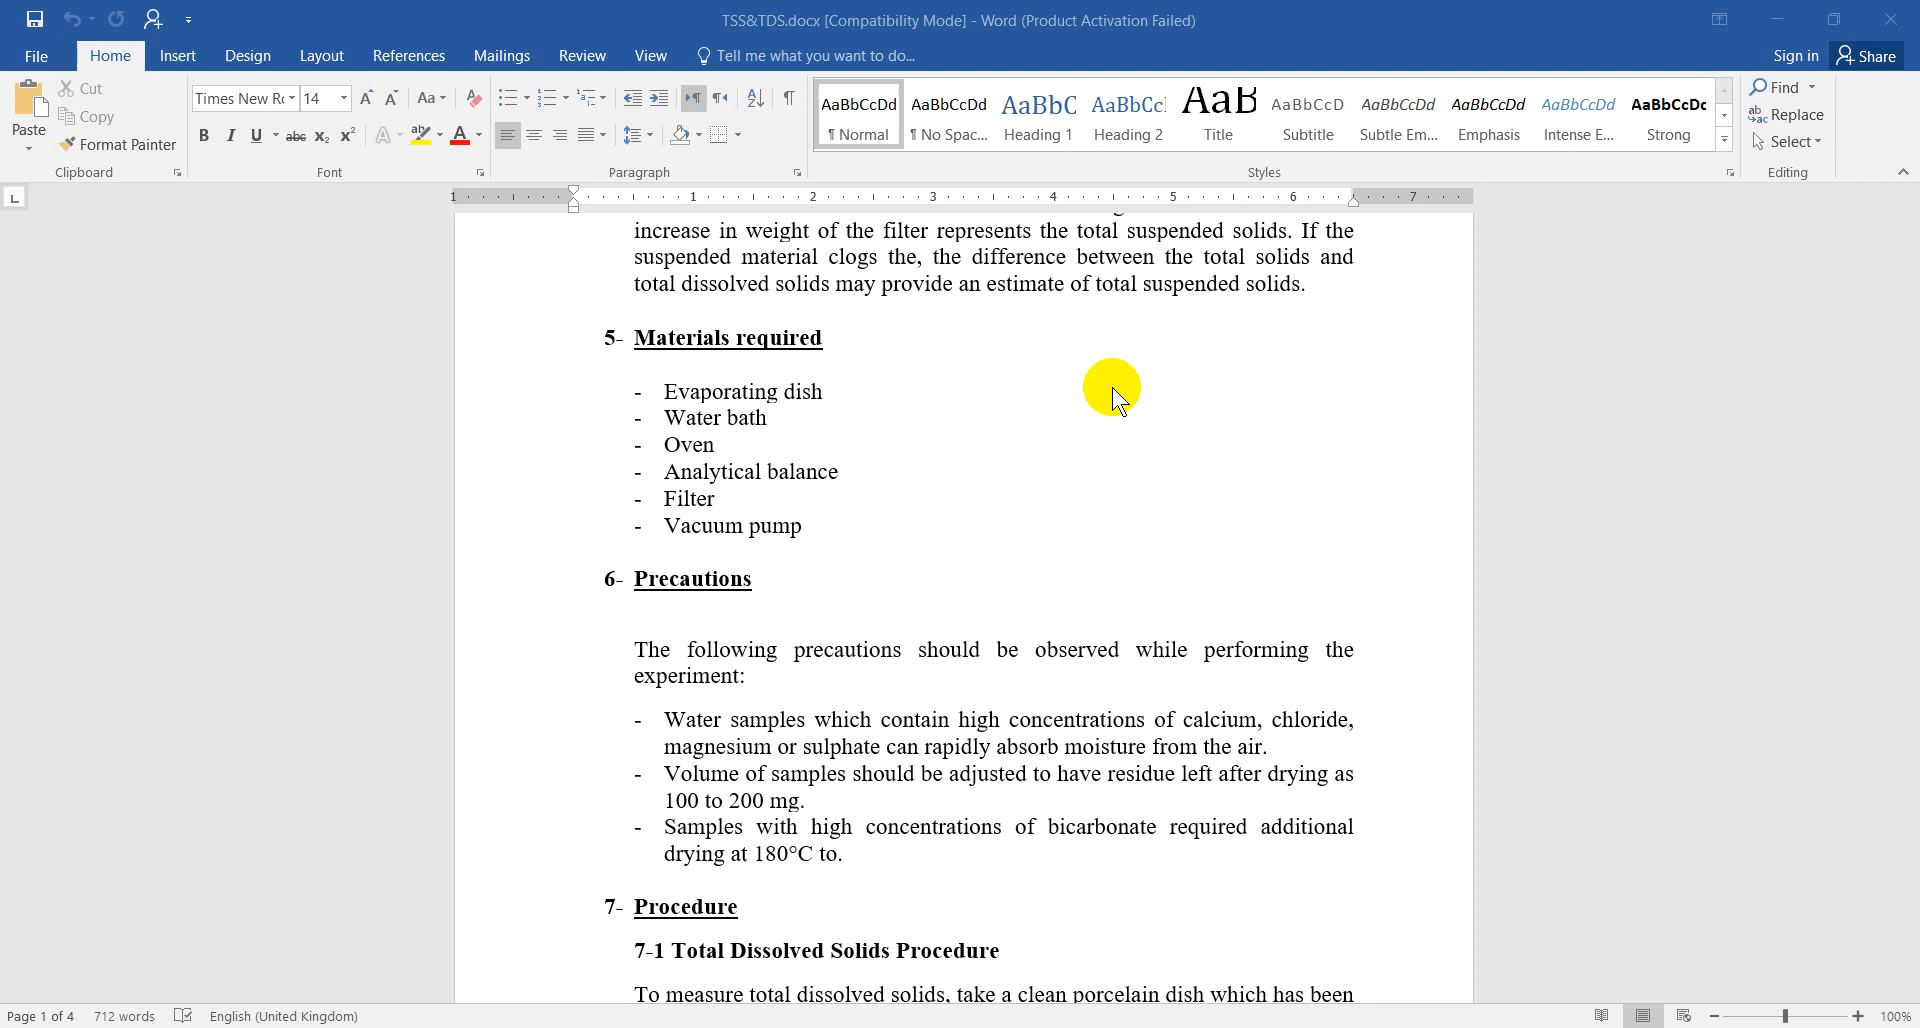 TSS&TDS.docx [Compatibility Mode] - Word (Product Activation Failed)
File Home Insert Design Layout References Mailings Review View Tell me what you want to do... Sign in Share
Paste
Cut
Copy
Format Painter
Clipboard
Times New Rc 14
Font
Paragraph
AaBbCcDd AaBbCcDd AaBbC AaBbCc AaB AaBbCcD AaBbCcDd AaBbCcDd AaBbCcDd AaBbCcDc
¶ Normal ¶ No Spac... Heading 1 Heading 2 Title Subtitle Subtle Em... Emphasis Intense E... Strong
Styles
Find
Replace
Select
Editing
1 1 2 3 4 5 6 7
increase in weight of the filter represents the total suspended solids. If the
suspended material clogs the, the difference between the total solids and
total dissolved solids may provide an estimate of total suspended solids.
5- Materials required
- Evaporating dish
- Water bath
- Oven
- Analytical balance
- Filter
- Vacuum pump
6- Precautions
The following precautions should be observed while performing the
experiment:
- Water samples which contain high concentrations of calcium, chloride,
magnesium or sulphate can rapidly absorb moisture from the air.
- Volume of samples should be adjusted to have residue left after drying as
100 to 200 mg.
- Samples with high concentrations of bicarbonate required additional
drying at 180°C to.
7- Procedure
7-1 Total Dissolved Solids Procedure
To measure total dissolved solids, take a clean porcelain dish which has been
Page 1 of 4 712 words English (United Kingdom) 100%